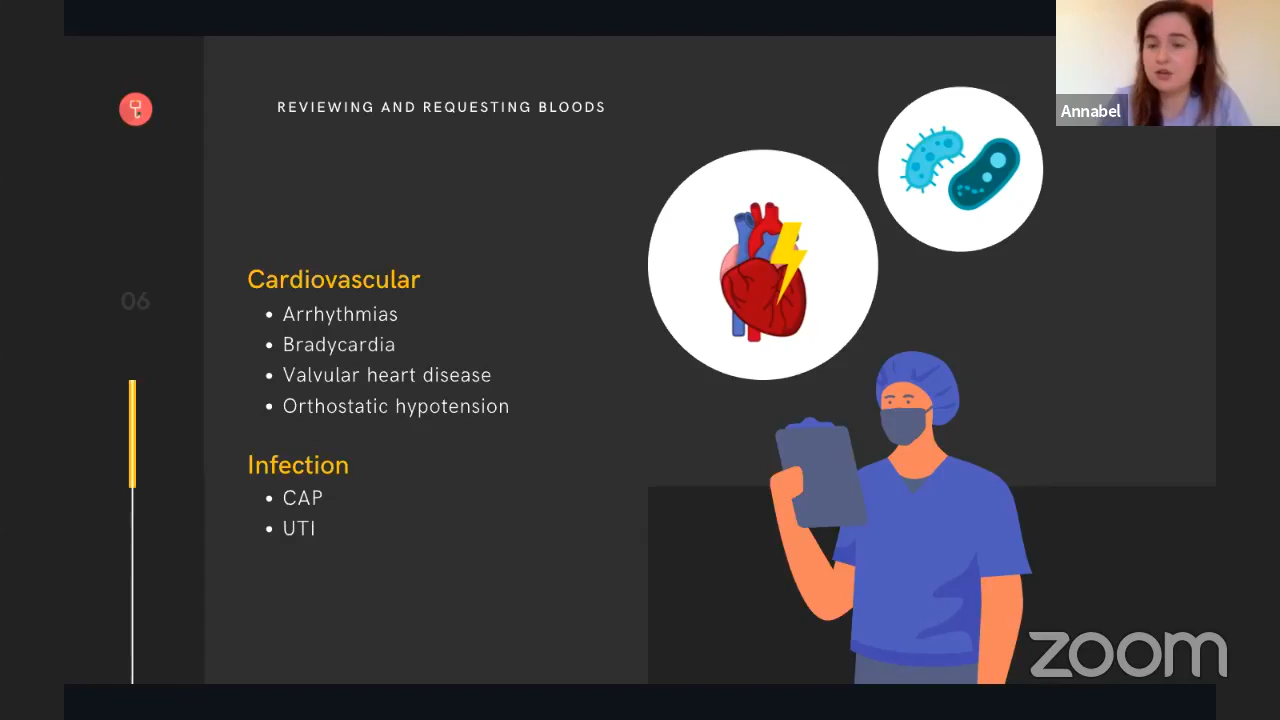 REVIEWING AND REQUESTING BLOODS
Annabel
06
Cardiovascular
• Arrhythmias
• Bradycardia
• Valvular heart disease
• Orthostatic hypotension
Infection
• CAP
• UTI
zoom